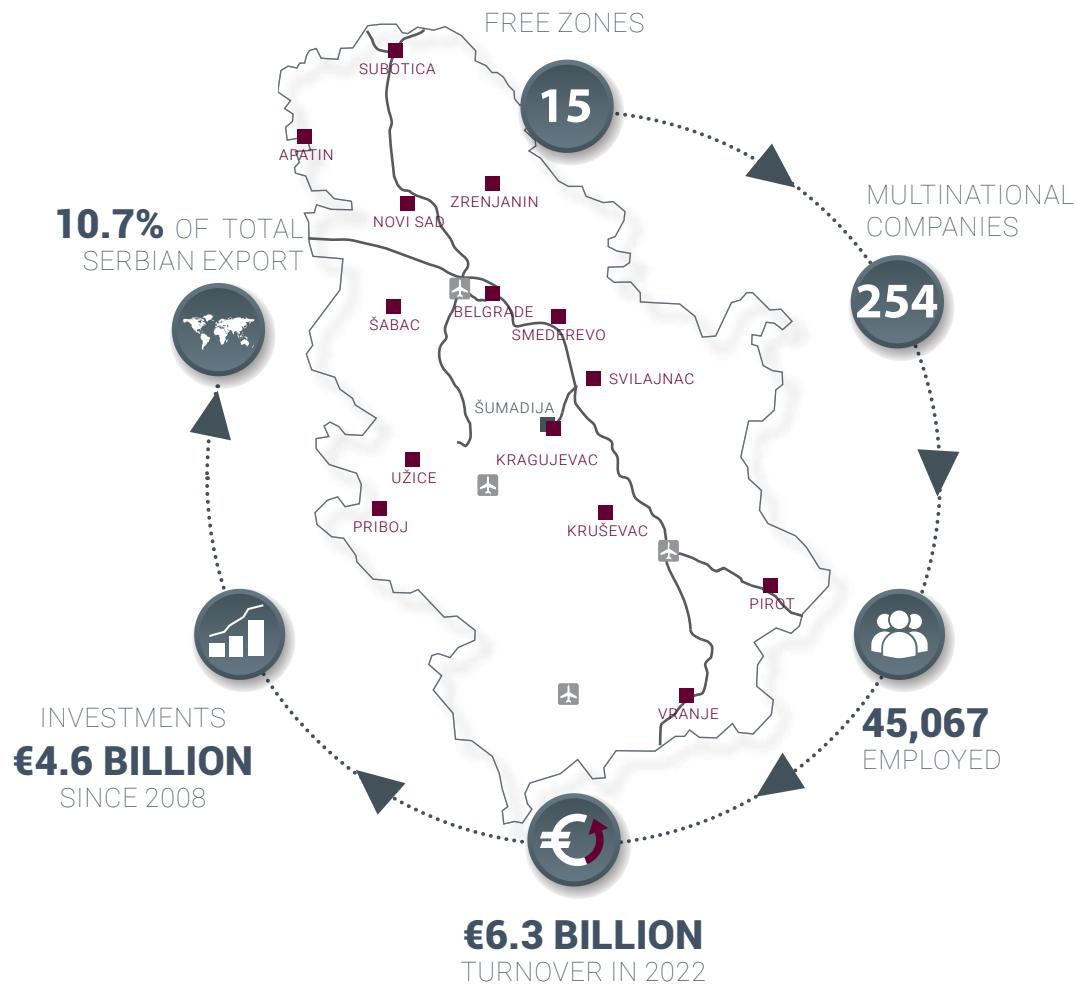 FREE ZONES
15
SUBOTICA
APATIN
ZRENJANIN
NOVI SAD
MULTINATIONAL
COMPANIES
254
10.7% OF TOTAL
SERBIAN EXPORT
BELGRADE
ŠABAC
SMEDEREVO
SVILAJNAC
ŠUMADIJA
KRAGUJEVAC
UŽICE
PRIBOJ
KRUŠEVAC
PIROT
VRANJE
45,067
EMPLOYED
INVESTMENTS
€4.6 BILLION
SINCE 2008
€
€6.3 BILLION
TURNOVER IN 2022